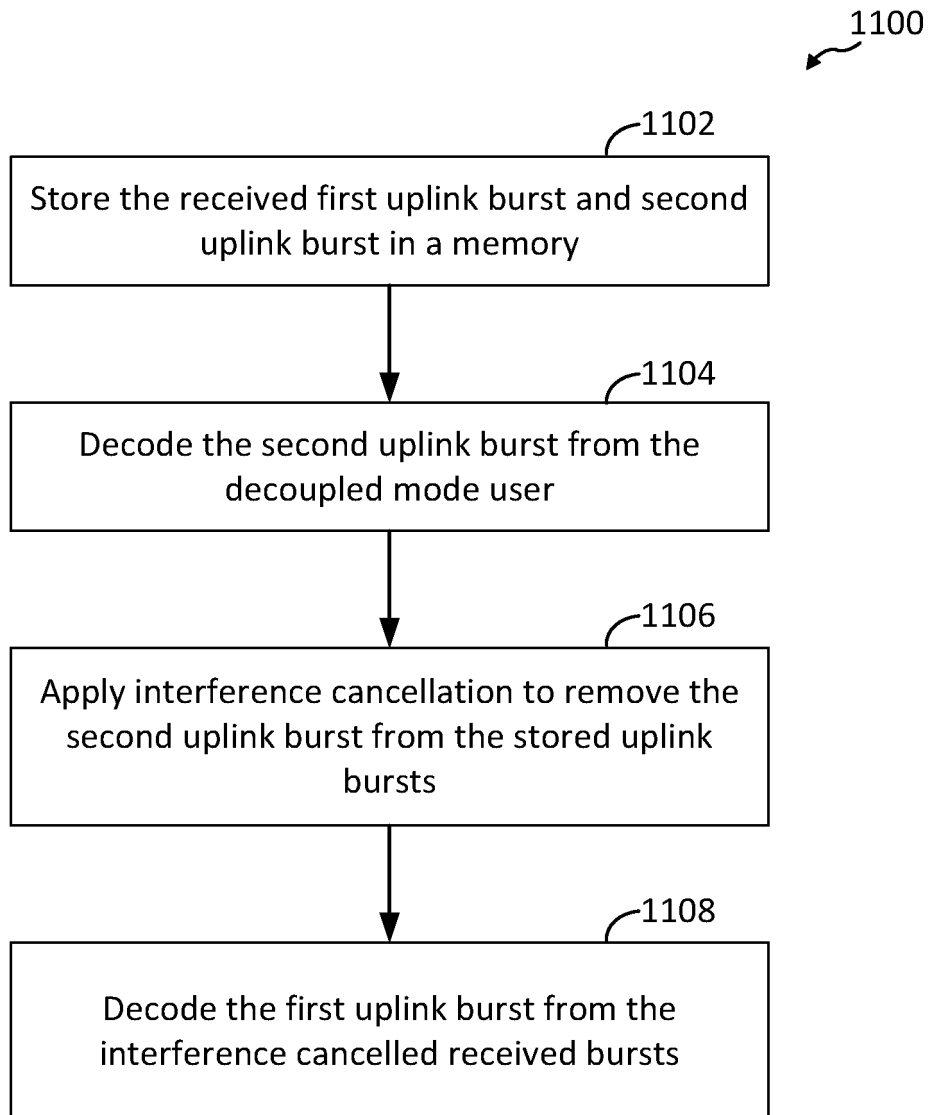 1100
1102
Store the received first uplink burst and second
uplink burst in a memory
1104
Decode the second uplink burst from the
decoupled mode user
1106
Apply interference cancellation to remove the
second uplink burst from the stored uplink
bursts
1108
Decode the first uplink burst from the
interference cancelled received bursts